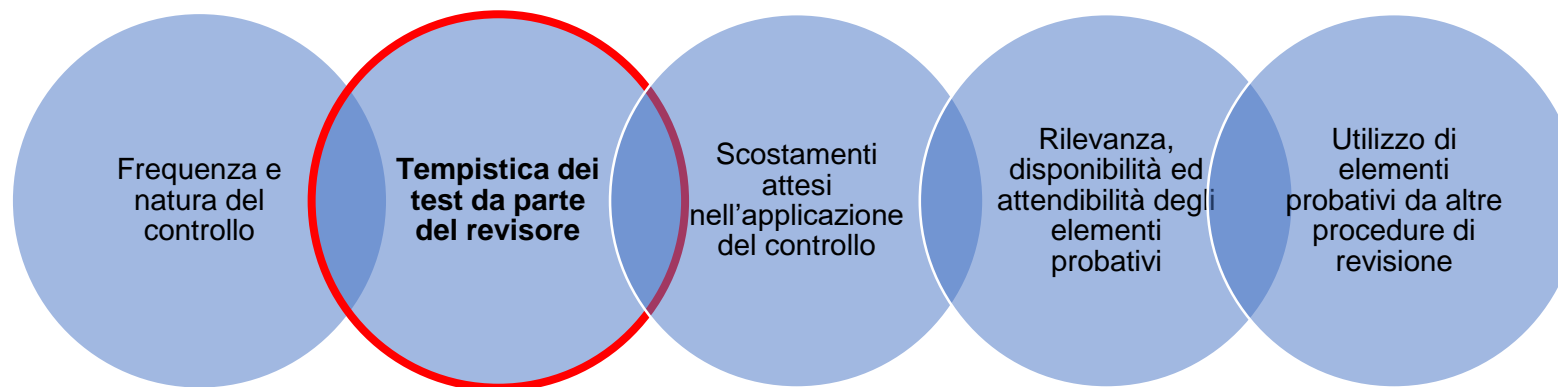 Frequenza e
natura del
controllo
Tempistica dei
test da parte
del revisore
Scostamenti
attesi
nell'applicazione
del controllo
Rilevanza,
disponibilità ed
attendibilità degli
elementi
probativi
Utilizzo di
elementi
probativi da altre
procedure di
revisione